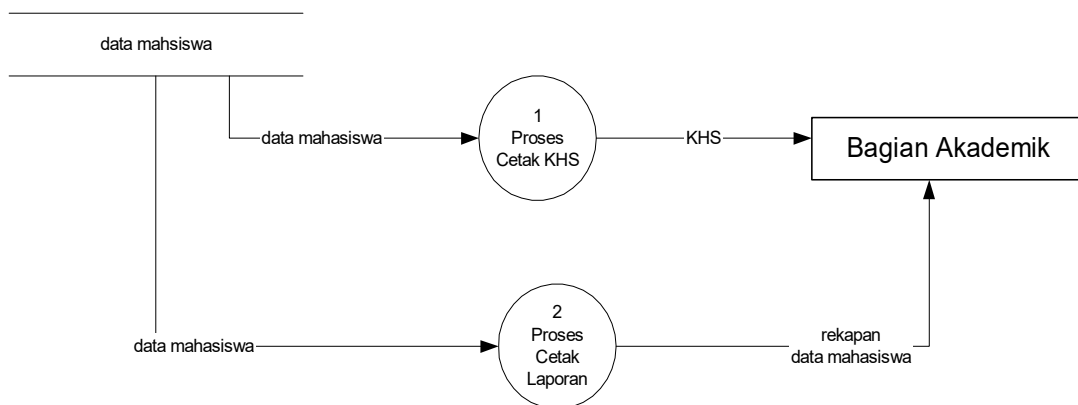 data mahsiswa
data mahasiswa
1
Proses
Cetak KHS
KHS
Bagian Akademik
data mahasiswa
2
Proses
Cetak
Laporan
rekapan
data mahasiswa